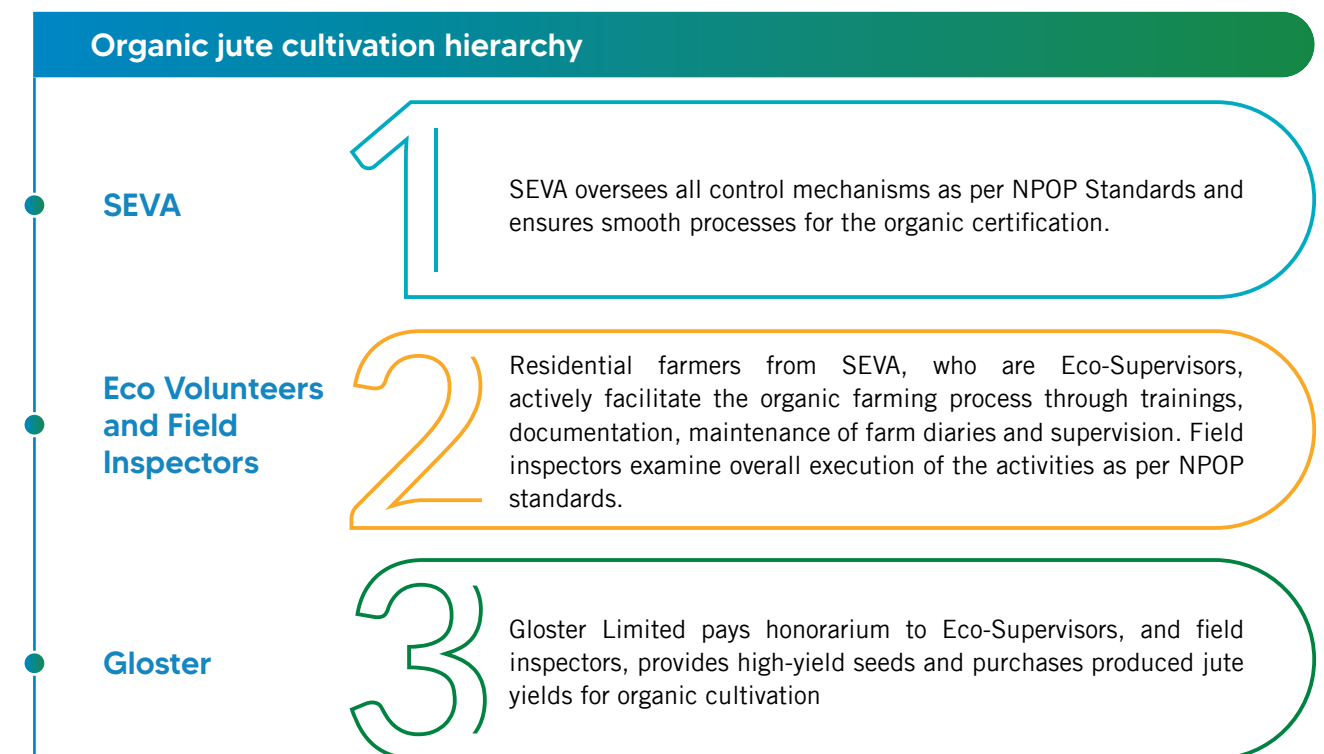 Organic jute cultivation hierarchy
SEVA
1
SEVA oversees all control mechanisms as per NPOP Standards and
ensures smooth processes for the organic certification.
Eco Volunteers
and Field
Inspectors
2
Residential farmers from SEVA, who are Eco-Supervisors,
actively facilitate the organic farming process through trainings,
documentation, maintenance of farm diaries and supervision. Field
inspectors examine overall execution of the activities as per NPOP
standards.
Gloster
3
Gloster Limited pays honorarium to Eco-Supervisors, and field
inspectors, provides high-yield seeds and purchases produced jute
yields for organic cultivation